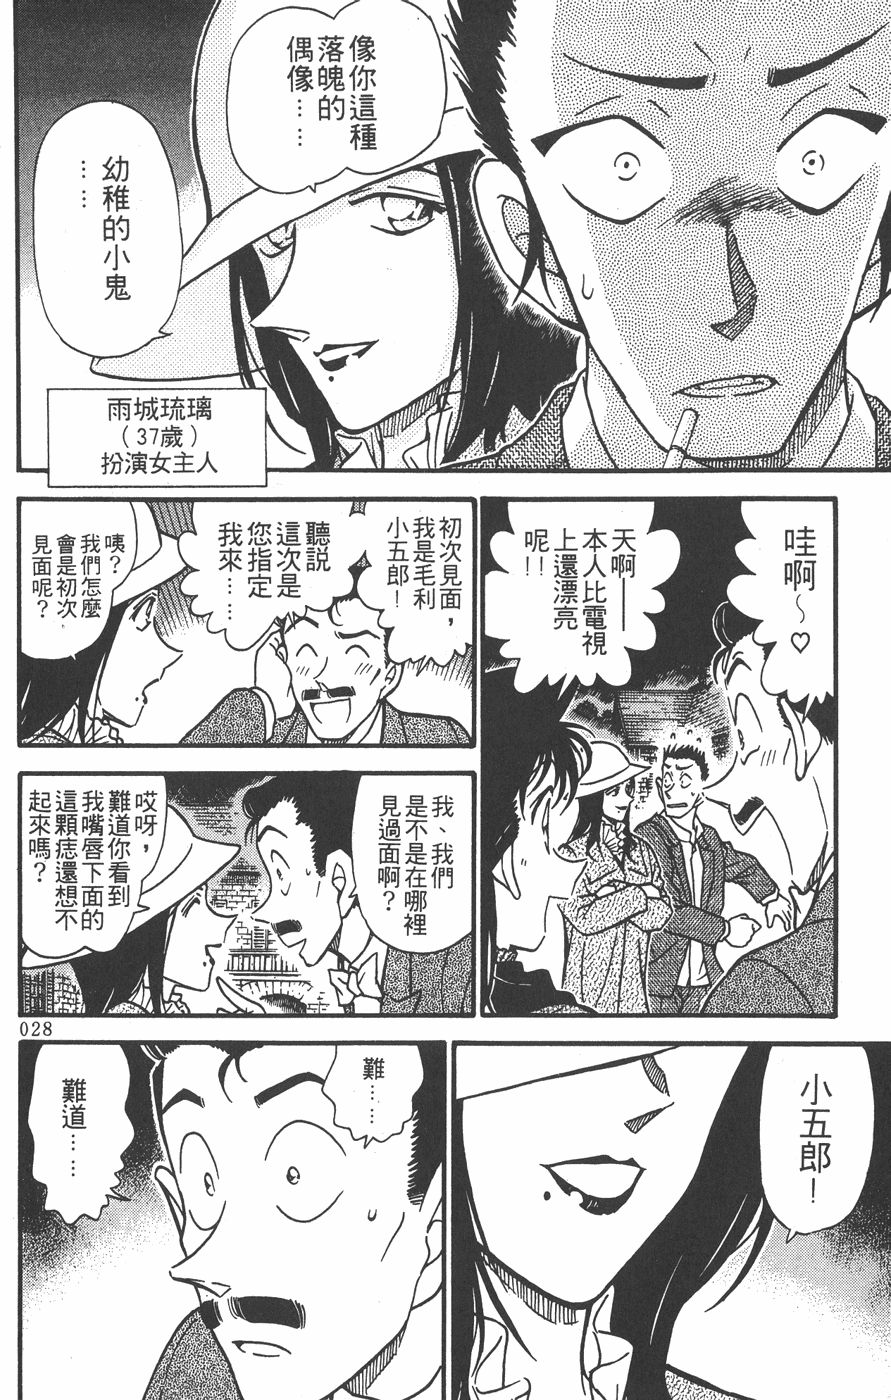 像你這種
落魄的
偶像……
幼稚的小鬼
……
雨城琉璃
(37歲)
扮演女主人
哇啊~♡
天啊——
本人比電視
上還漂亮
呢!!
初次見面，
我是毛利
小五郎！
聽説
這次是
您指定
我來…
咦？
我們怎麼
會是初次
見面呢？
我、我們
是不是在哪裡
見過面啊？
哎呀，
難道你看到
我嘴唇下面的
這顆痣還想不
起來嗎？
028
小五郎！
難……
難道……